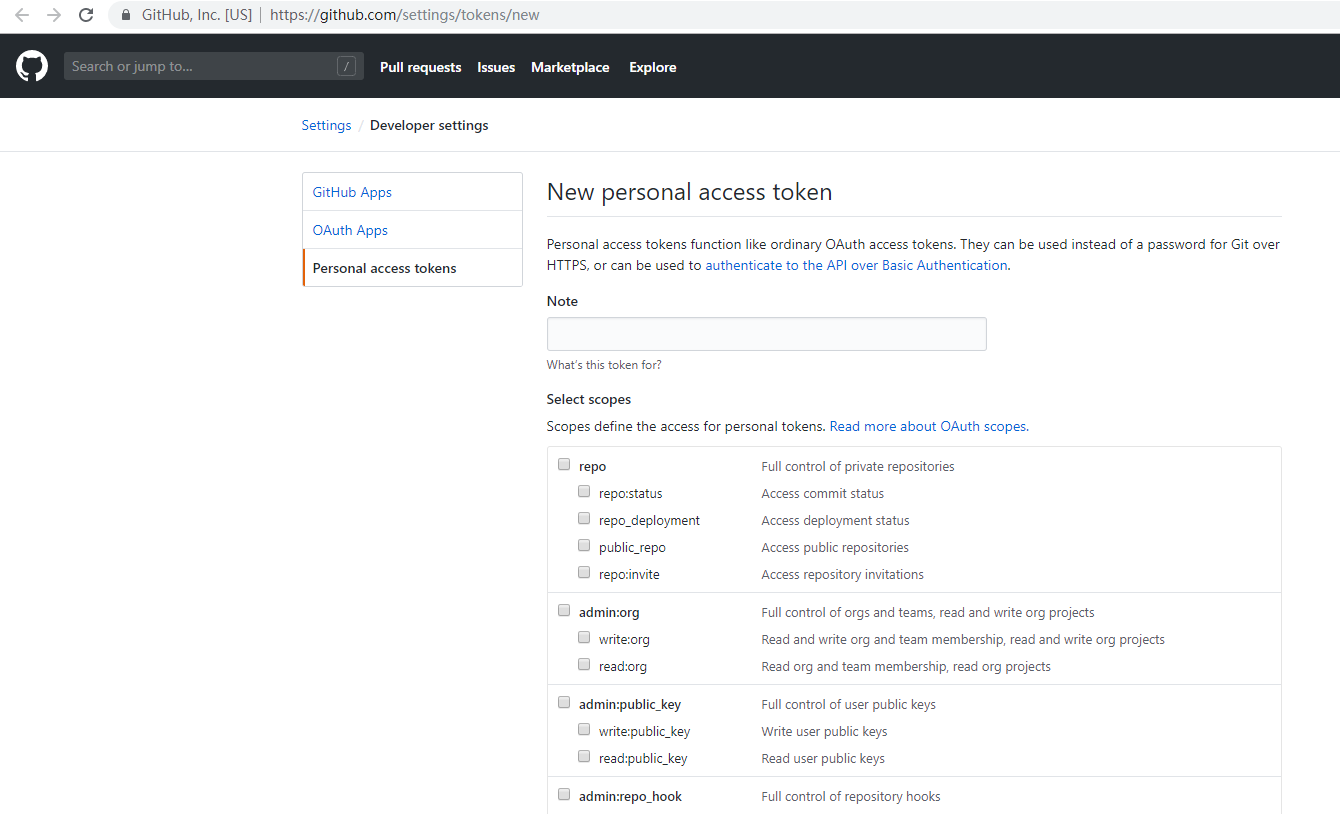 GitHub, Inc. [US] | https://github.com/settings/tokens/new
Search or jump to... /
Pull requests Issues Marketplace Explore
Settings / Developer settings
GitHub Apps
OAuth Apps
Personal access tokens
New personal access token
Personal access tokens function like ordinary OAuth access tokens. They can be used instead of a password for Git over
HTTPS, or can be used to authenticate to the API over Basic Authentication.
Note
What's this token for?
Select scopes
Scopes define the access for personal tokens. Read more about OAuth scopes.
repo Full control of private repositories
repo:status Access commit status
repo_deployment Access deployment status
public_repo Access public repositories
repo:invite Access repository invitations
admin:org Full control of orgs and teams, read and write org projects
write:org Read and write org and team membership, read and write org projects
read:org Read org and team membership, read org projects
admin:public_key Full control of user public keys
write:public_key Write user public keys
read:public_key Read user public keys
admin:repo_hook Full control of repository hooks